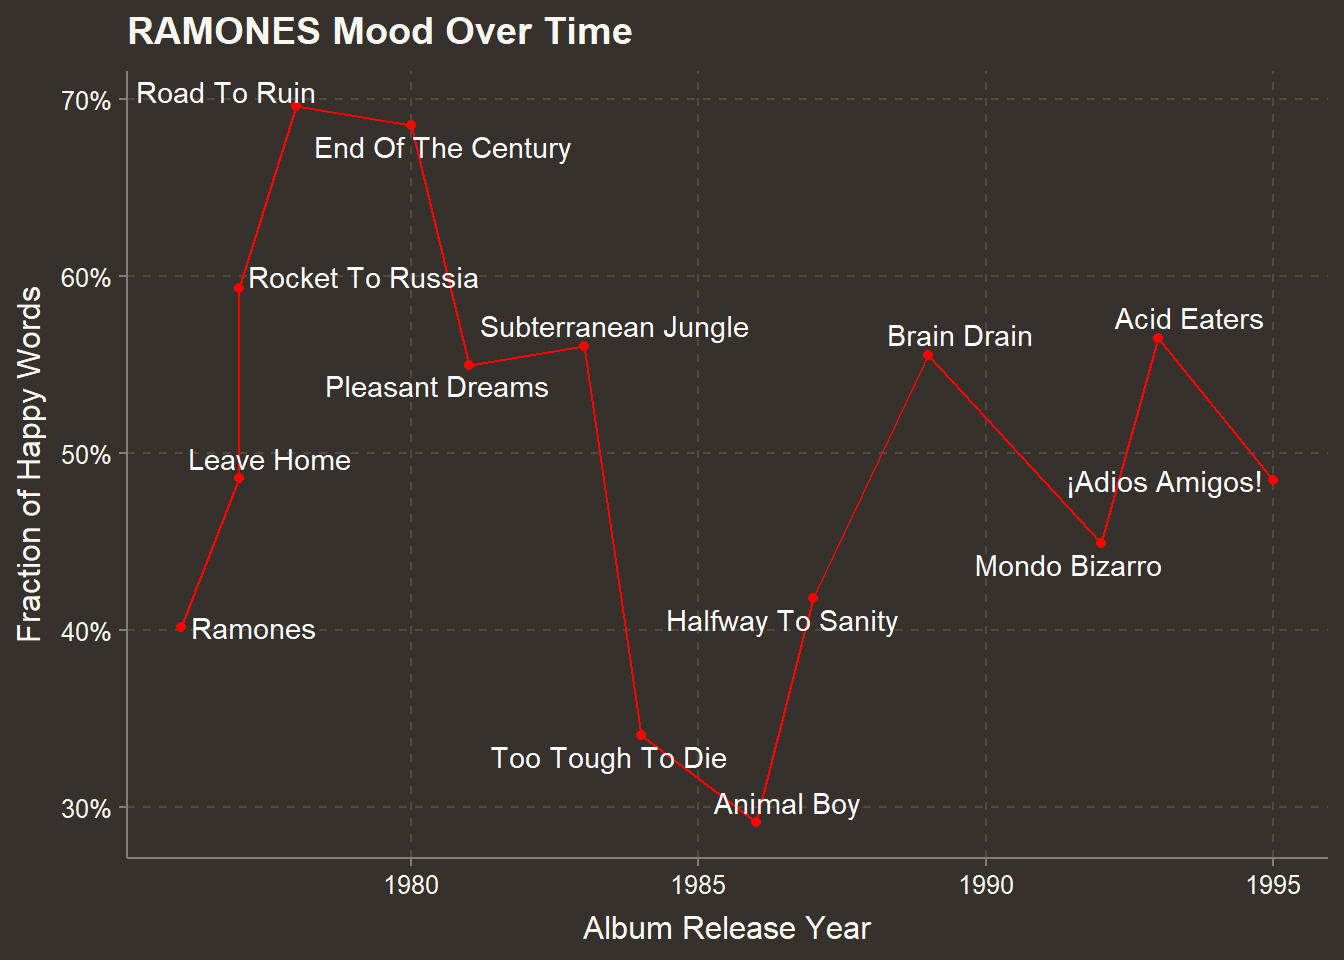 RAMONES Mood Over Time
70%
Road To Ruin
End Of The Century
60%
Rocket To Russia
Subterranean Jungle
Acid Eaters
Brain Drain
Pleasant Dreams
50%
Leave Home
¡Adios Amigos!
Mondo Bizarro
Halfway To Sanity
40%
Ramones
Too Tough To Die
Animal Boy
30%
Fraction of Happy Words
1980
1985
1990
1995
Album Release Year